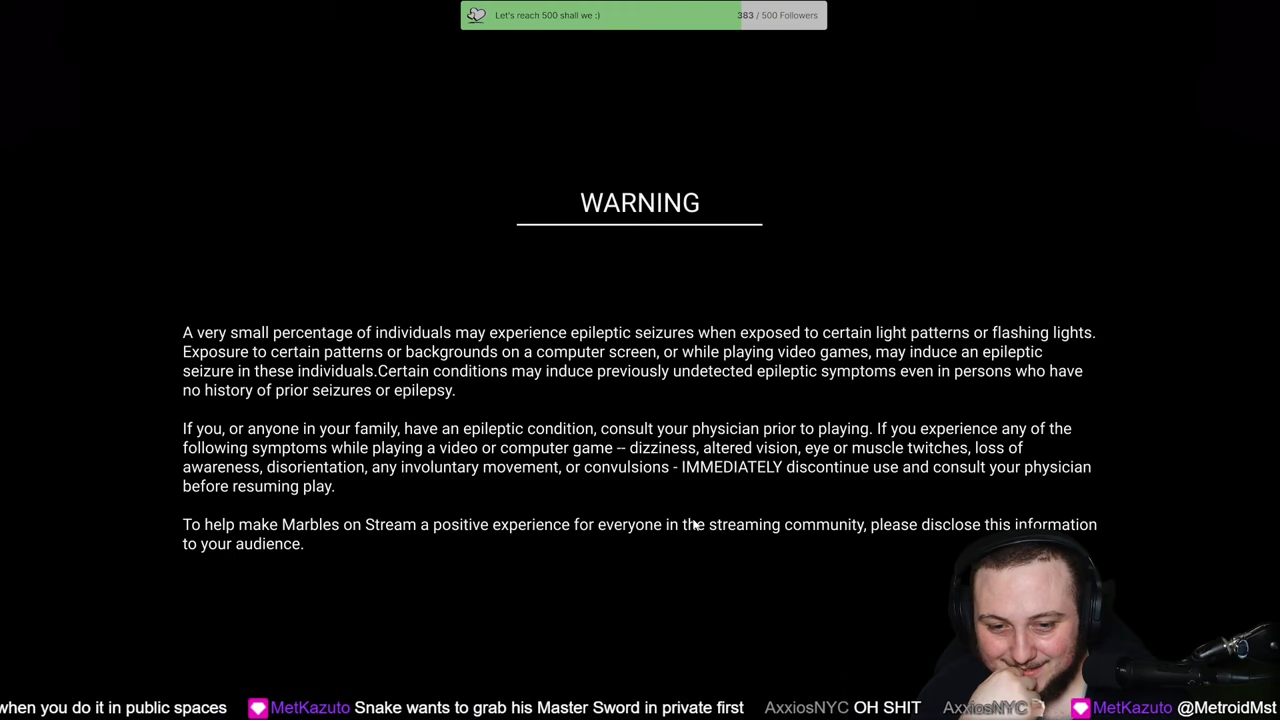 Let's reach 500 shall we :)
383 / 500 Followers
WARNING
A very small percentage of individuals may experience epileptic seizures when exposed to certain light patterns or flashing lights.
Exposure to certain patterns or backgrounds on a computer screen, or while playing video games, may induce an epileptic
seizure in these individuals.Certain conditions may induce previously undetected epileptic symptoms even in persons who have
no history of prior seizures or epilepsy.
If you, or anyone in your family, have an epileptic condition, consult your physician prior to playing. If you experience any of the
following symptoms while playing a video or computer game -- dizziness, altered vision, eye or muscle twitches, loss of
awareness, disorientation, any involuntary movement, or convulsions - IMMEDIATELY discontinue use and consult your physician
before resuming play.
To help make Marbles on Stream a positive experience for everyone in the streaming community, please disclose this information
to your audience.
when you do it in public spaces MetKazuto Snake wants to grab his Master Sword in private first AxxiosNYC OH SHIT AxxiosNYC MetKazuto @MetroidMst